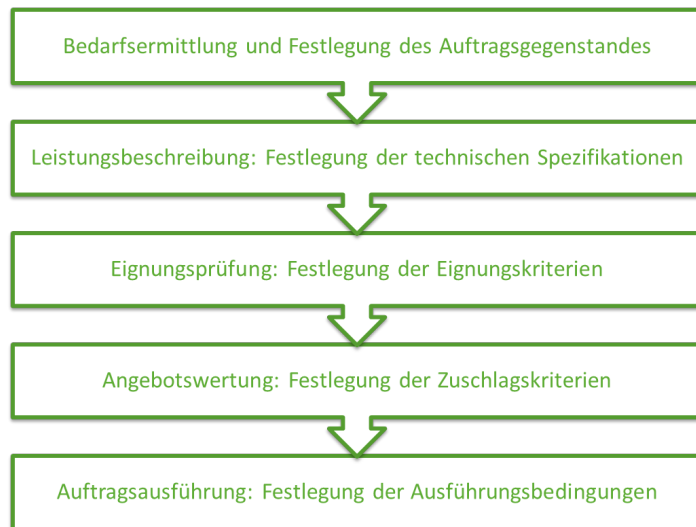 Bedarfsermittlung und Festlegung des Auftragsgegenstandes
Leistungsbeschreibung: Festlegung der technischen Spezifikationen
Eignungsprüfung: Festlegung der Eignungskriterien
Angebotswertung: Festlegung der Zuschlagskriterien
Auftragsausführung: Festlegung der Ausführungsbedingungen